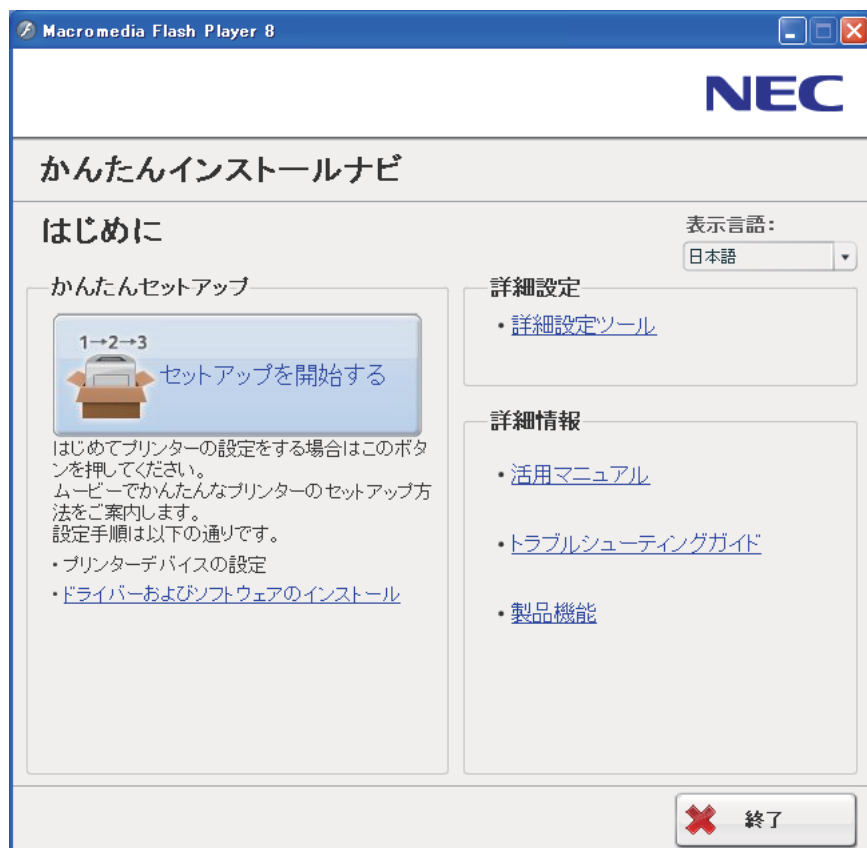 Macromedia Flash Player 8
NEC
かんたんインストールナビ
はじめに
表示言語:
日本語
かんたんセットアップ
1→2→3
セットアップを開始する
はじめてプリンターの設定をする場合はこのボタ
ンを押してください。
ムービーでかんたんなプリンターのセットアップ方
法をご案内します。
設定手順は以下の通りです。
・プリンターデバイスの設定
・ドライバーおよびソフトウェアのインストール
詳細設定
・詳細設定ツール
詳細情報
・活用マニュアル
・トラブルシューティングガイド
・製品機能
終了